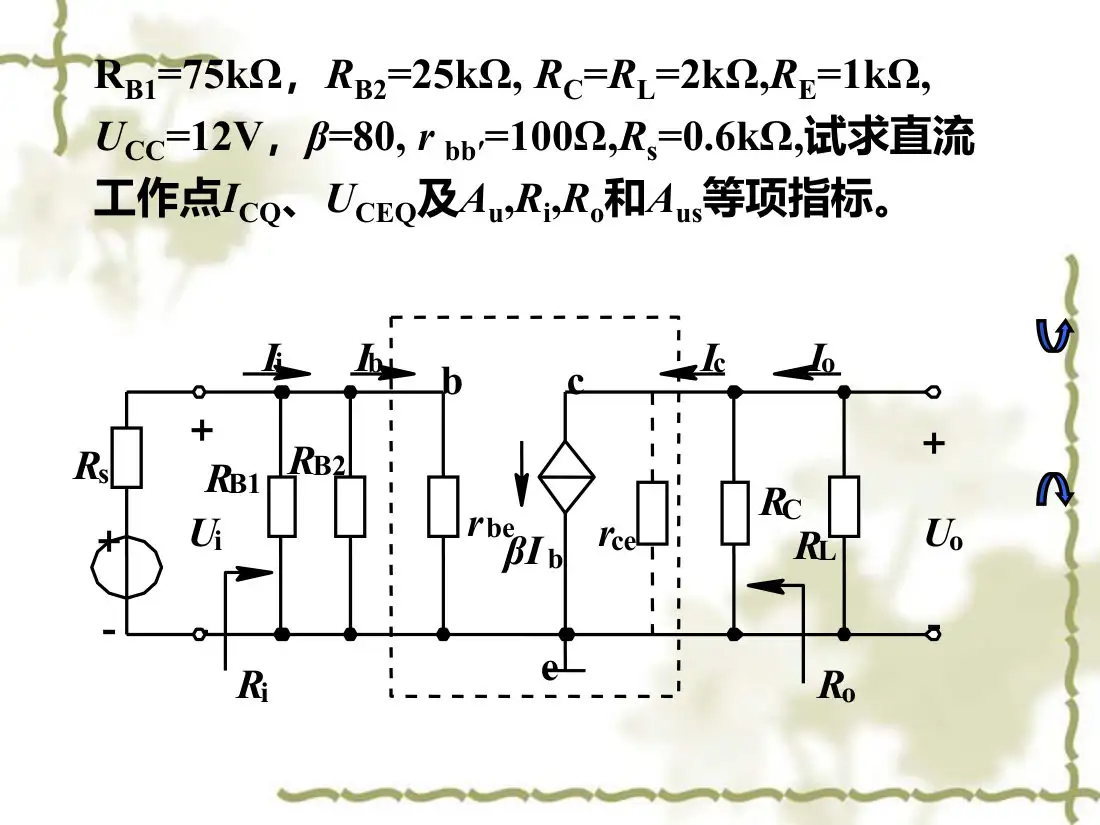 RB1=75kΩ，RB2=25kΩ, RC=RL=2kΩ,RE=1kΩ,
UCC=12V，β=80, r bb′=100Ω,Rs=0.6kΩ,试求直流
工作点ICQ、UCEQ及Au,Ri,Ro和Aus等项指标。
Ii Ib b c Ic Io
+ +
Rs RB1 RB2 RC
+ Ui rbe βIb rce RL Uo
- - -
Ri e Ro